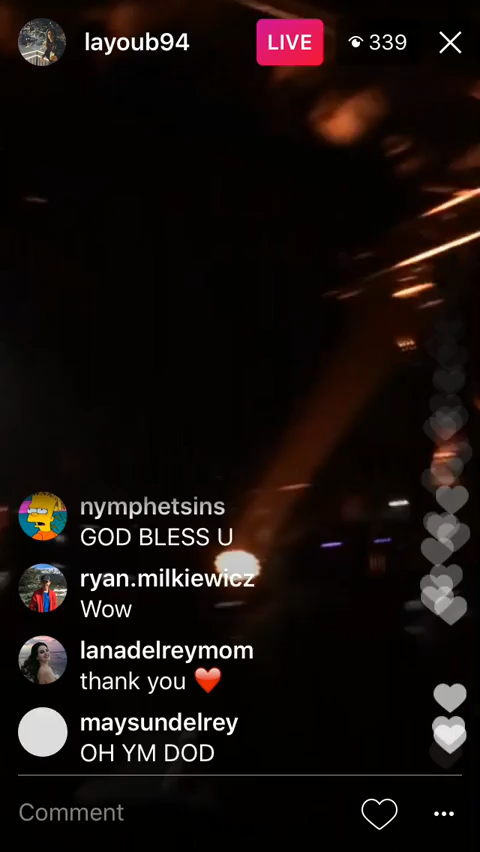 layoub94
LIVE
339
nymphetsins
GOD BLESS U
ryan.milkiewicz
Wow
lanadelreymom
thank you ❤️
maysundelrey
OH YM DOD
Comment